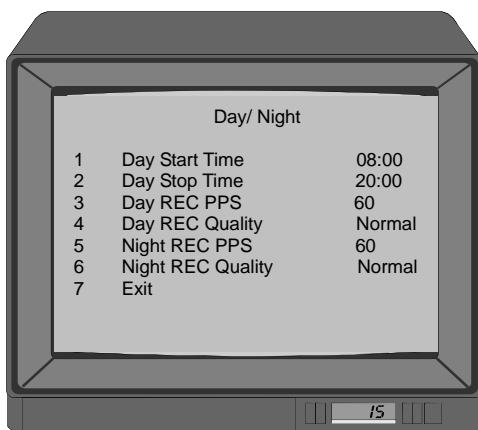 Day/ Night
1 Day Start Time 08:00
2 Day Stop Time 20:00
3 Day REC PPS 60
4 Day REC Quality Normal
5 Night REC PPS 60
6 Night REC Quality Normal
7 Exit
15